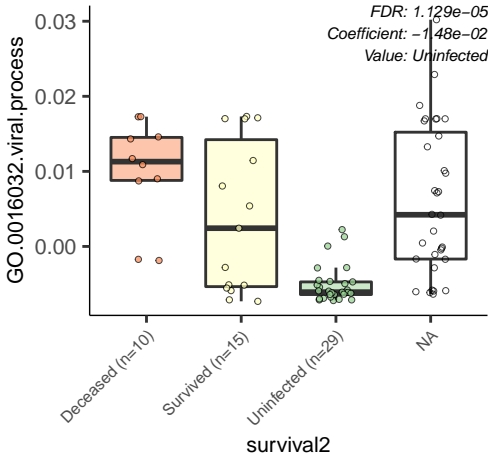 FDR: 1.129e−05
Coefficient: −1.48e−02
Value: Uninfected
0.03
0.02
0.01
0.00
GO.0016032.viral.process
Deceased (n=10)
Survived (n=15)
Uninfected (n=29)
NA
survival2